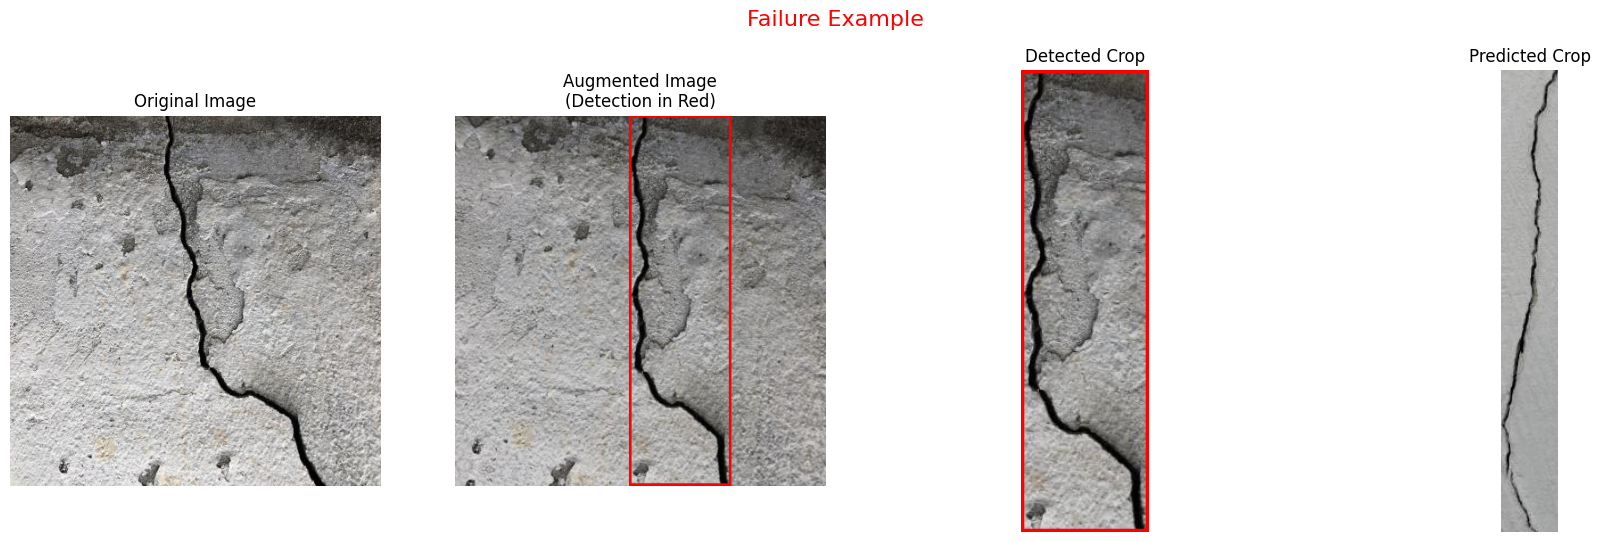 Failure Example
Original Image
Augmented Image
(Detection in Red)
Detected Crop
Predicted Crop